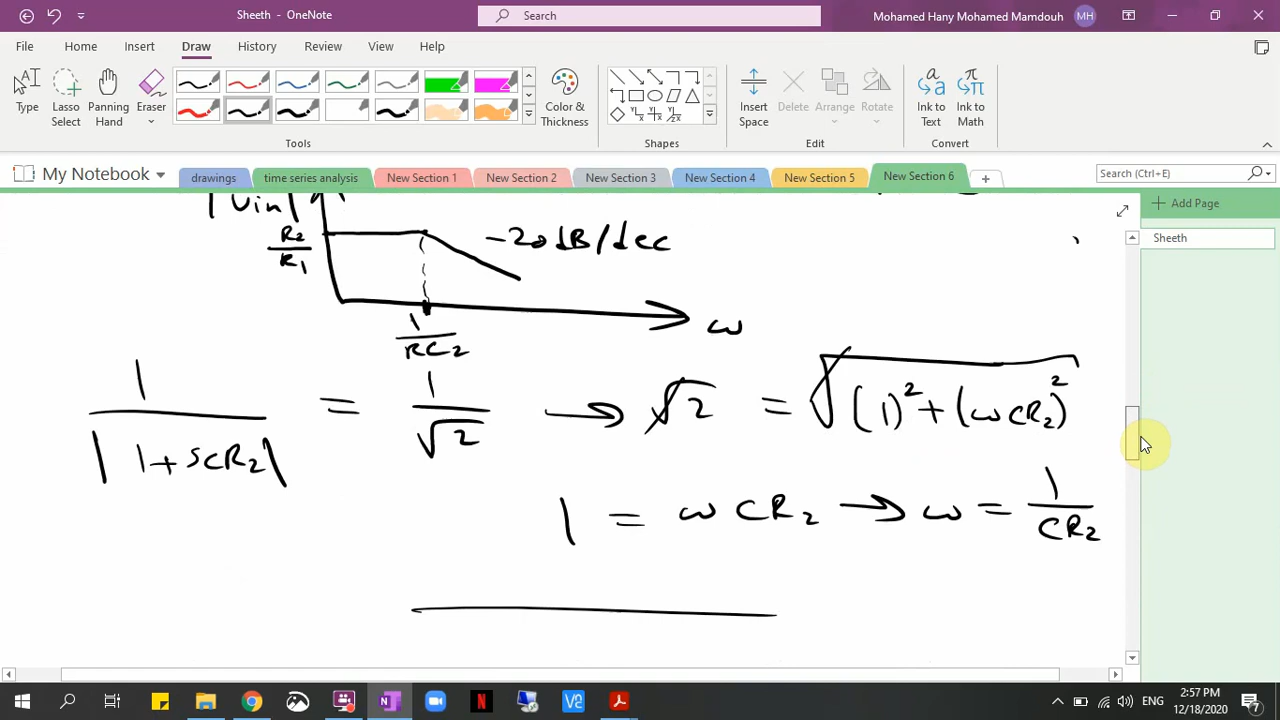 Sheeth - OneNote
Search
Mohamed Hany Mohamed Mamdouh MH
File Home Insert Draw History Review View Help
Type
Lasso Select
Panning Hand
Eraser
Color & Thickness
Insert Space
Delete
Arrange
Rotate
Ink to Text
Ink to Math
Tools
Shapes
Edit
Convert
My Notebook
drawings
time series analysis
New Section 1
New Section 2
New Section 3
New Section 4
New Section 5
New Section 6
Search (Ctrl+E)
Add Page
Sheeth
|Vin|
R2/R1
-20dB/dec
ω
1/RC2
1/|1+SCR2| = 1/√2 → √2 = √((1)²+(ωCR2)²)
1 = ωCR2 → ω = 1/CR2
ENG
2:57 PM
12/18/2020
7